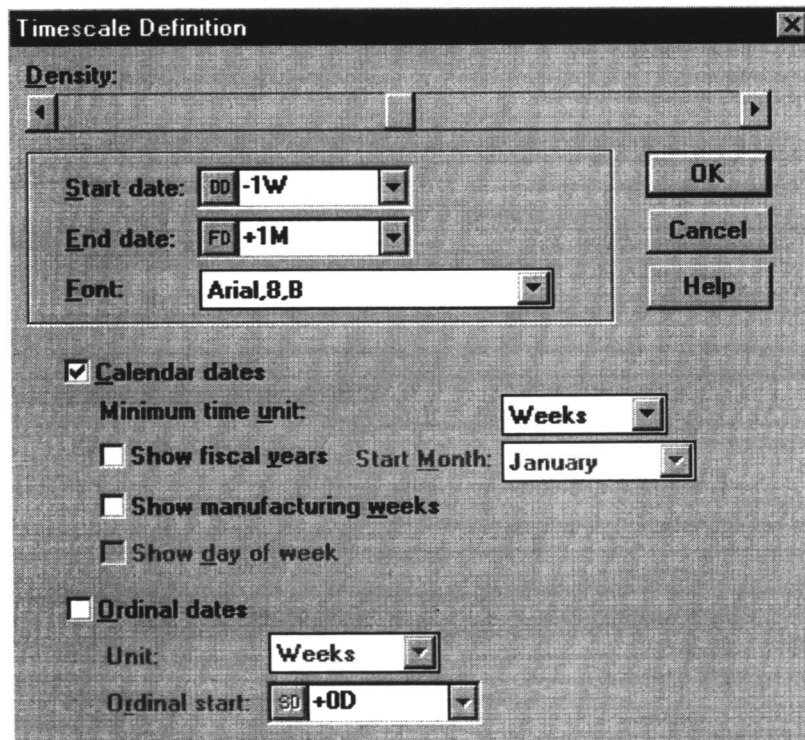 Timescale Definition
Density:
Start date: DD -1W
OK
End date: FD +1M
Cancel
Font: Arial,8,B
Help
Calendar dates
Minimum time unit: Weeks
Show fiscal years Start Month: January
Show manufacturing weeks
Show day of week
Ordinal dates
Unit: Weeks
Ordinal start: SD +0D